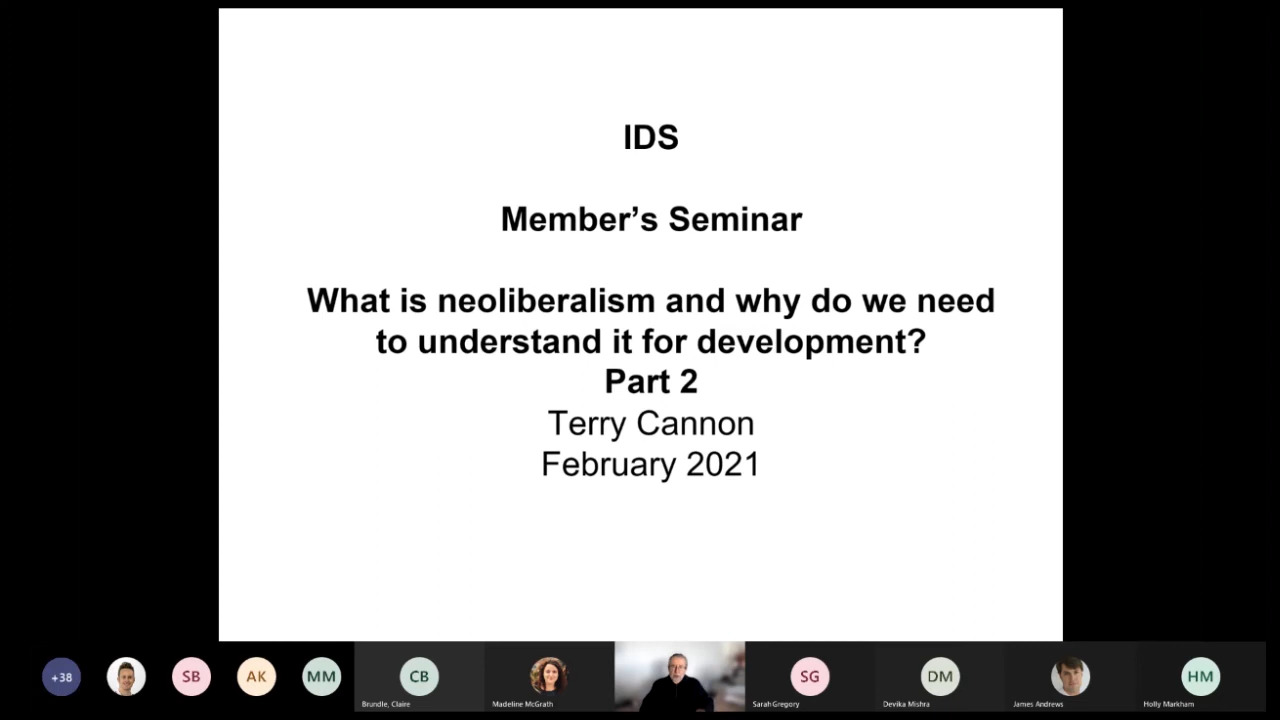 IDS
Member’s Seminar
What is neoliberalism and why do we need
to understand it for development?
Part 2
Terry Cannon
February 2021
+38
SB
AK
MM
CB
Brundle, Claire
Madeline McGrath
SG
Sarah Gregory
DM
Devika Mishra
James Andrews
HM
Holly Markham